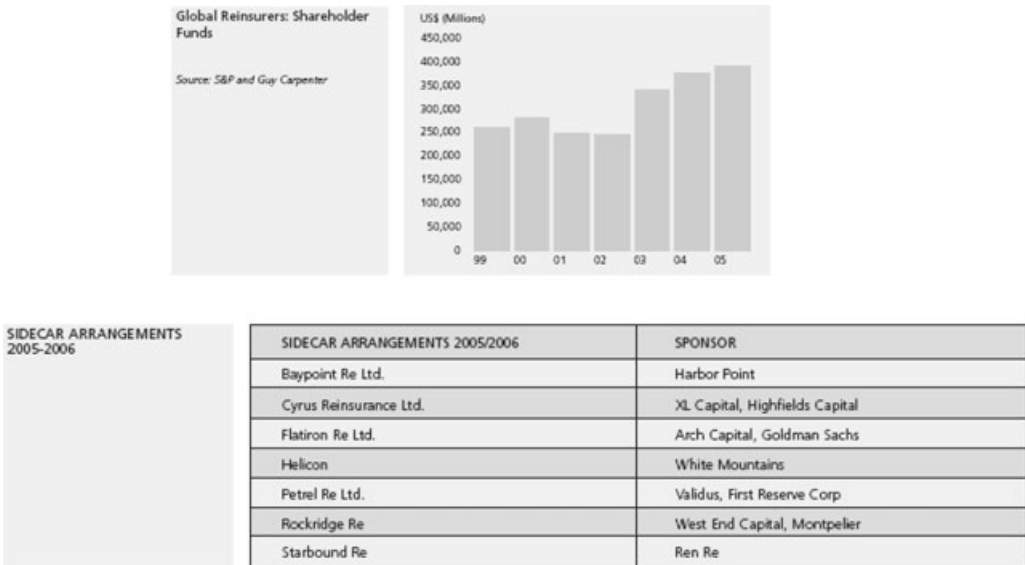 Global Reinsurers: Shareholder
Funds
Source: S&P and Guy Carpenter
US$ (Millions)
450,000
400,000
350,000
300,000
250,000
200,000
150,000
100,000
50,000
0
99 00 01 02 03 04 05
SIDECAR ARRANGEMENTS
2005-2006
SIDECAR ARRANGEMENTS 2005/2006 SPONSOR
Baypoint Re Ltd. Harbor Point
Cyrus Reinsurance Ltd. XL Capital, Highfields Capital
Flatiron Re Ltd. Arch Capital, Goldman Sachs
Helicon White Mountains
Petrel Re Ltd. Validus, First Reserve Corp
Rockridge Re West End Capital, Montpelier
Starbound Re Ren Re